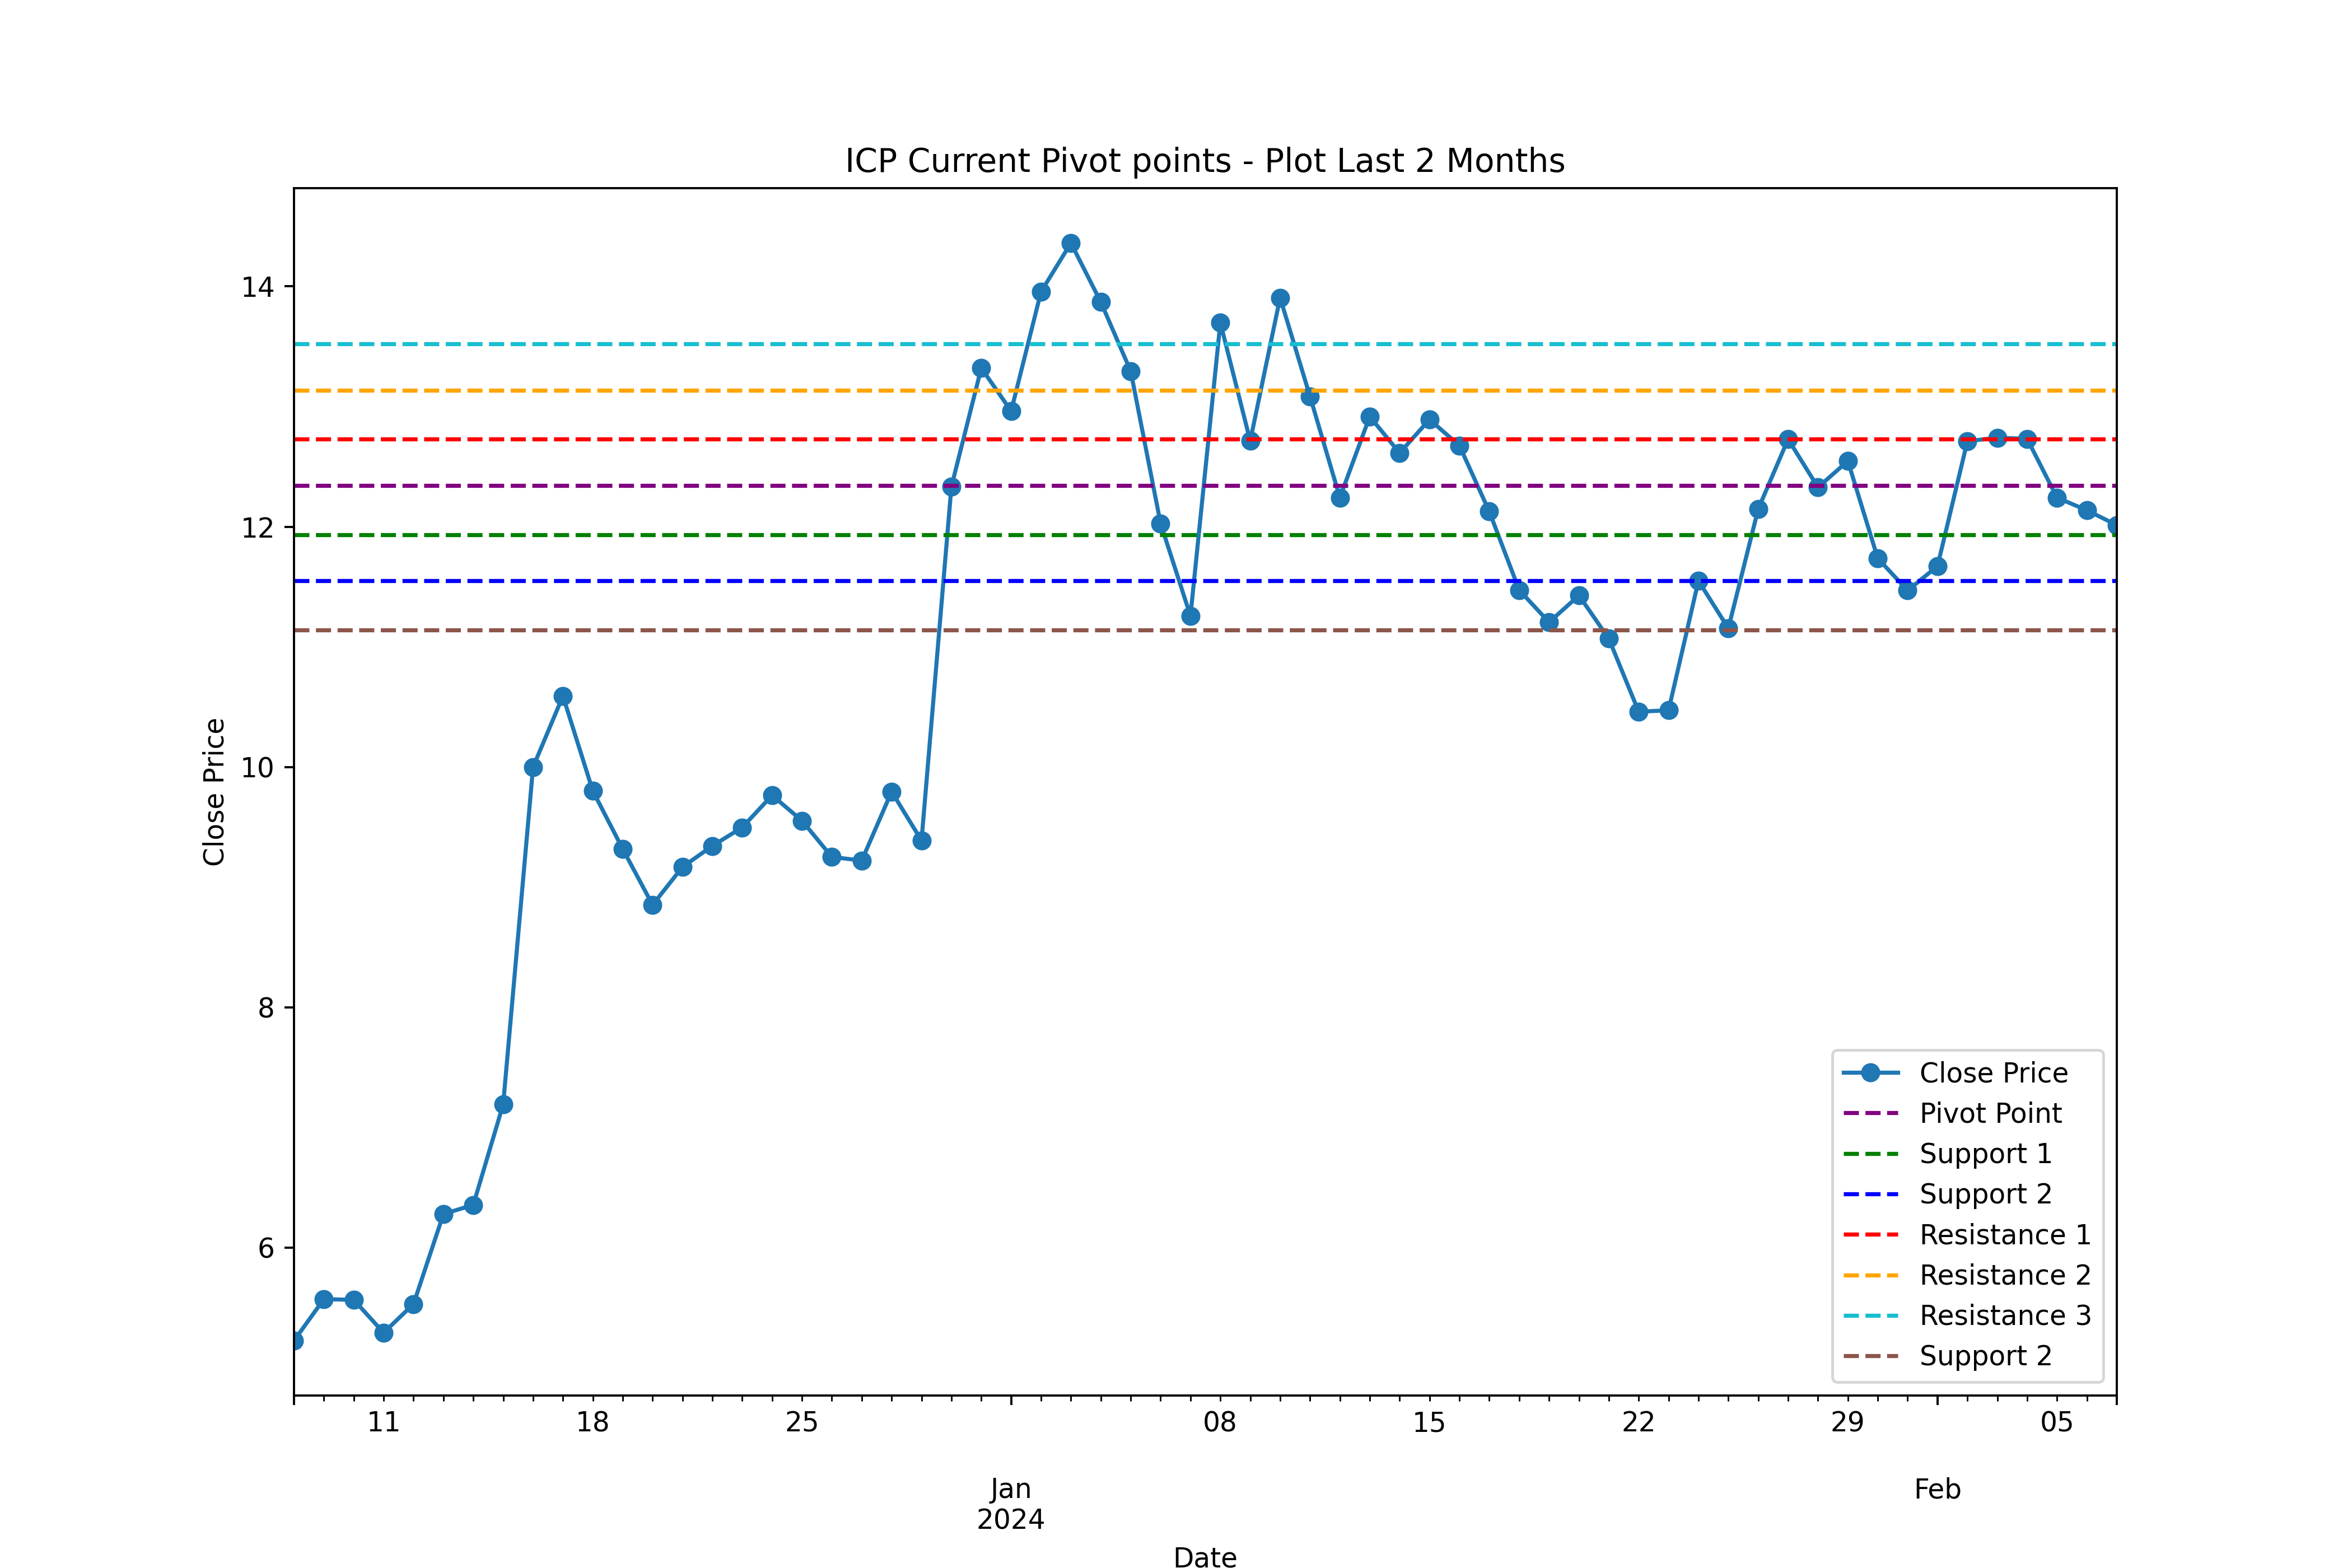 ICP Current Pivot points - Plot Last 2 Months
14
12
10
8
6
Close Price
Close Price
Pivot Point
Support 1
Support 2
Resistance 1
Resistance 2
Resistance 3
Support 2
11 18 25 08 15 22 29 05
Jan Feb
2024
Date